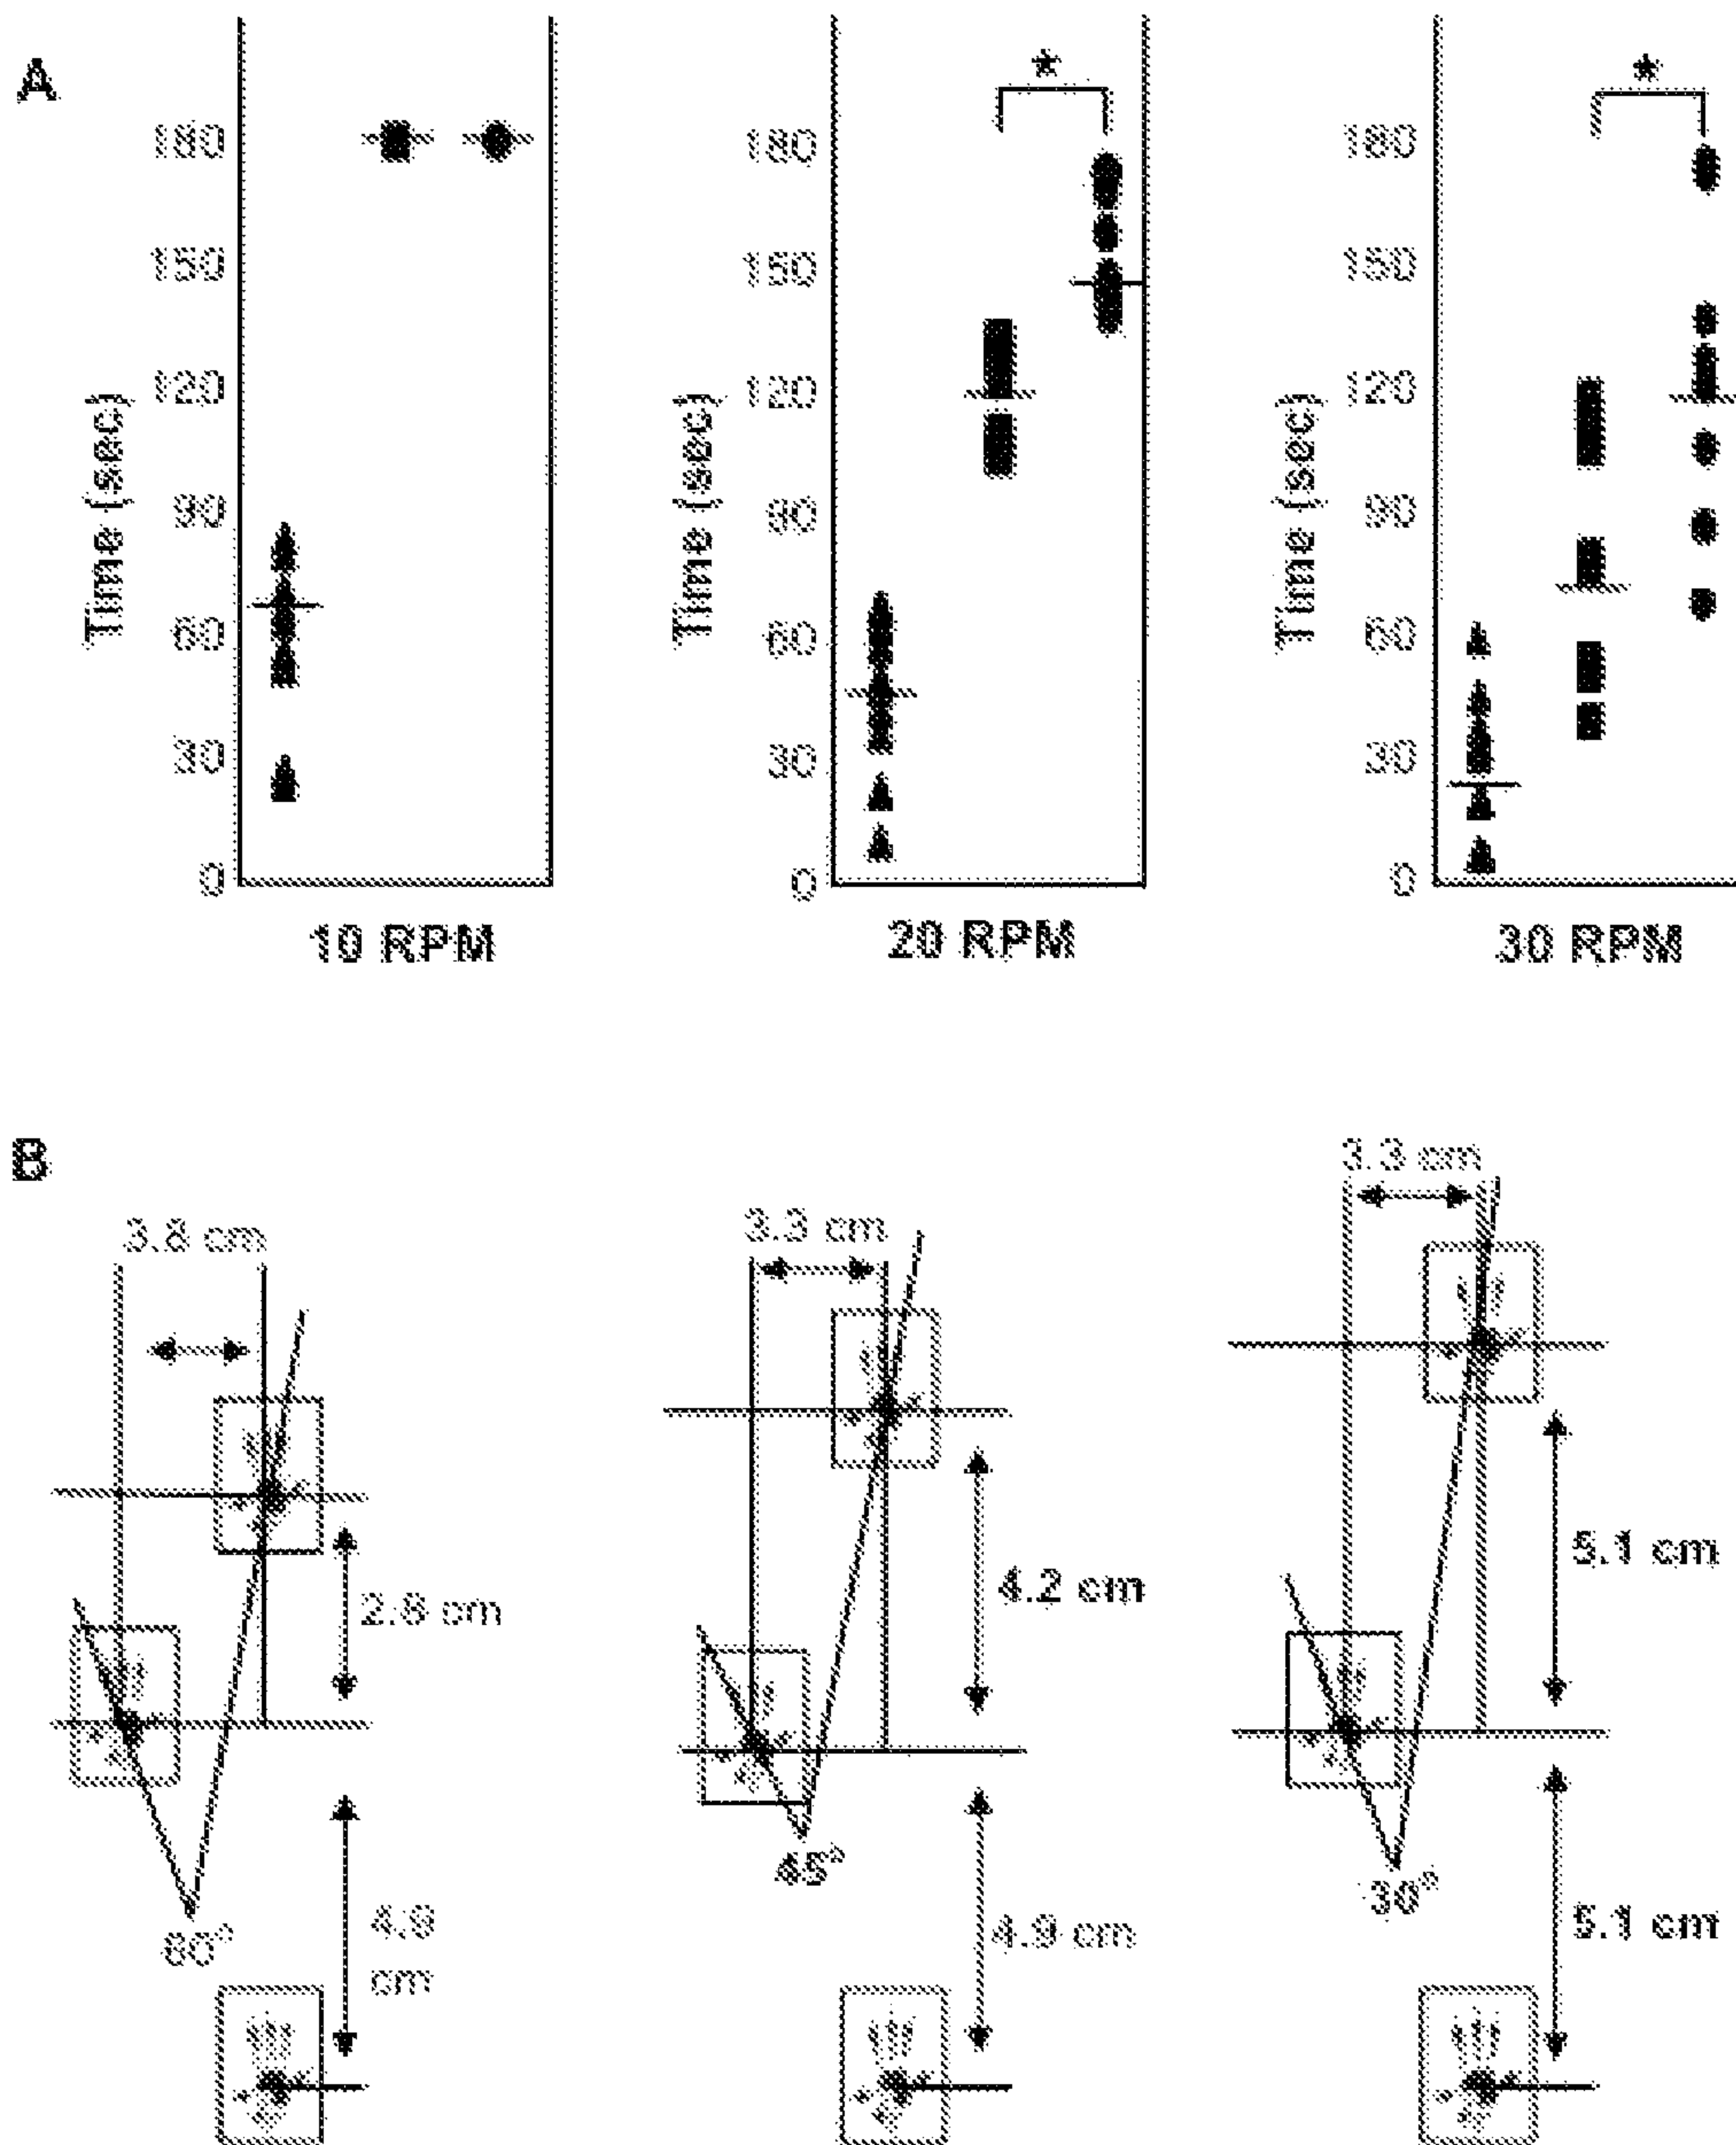 A
*
*
180
150
120
90
60
30
0
Time (sec)
10 RPM
180
150
120
90
60
30
0
Time (sec)
20 RPM
180
150
120
90
60
30
0
Time (sec)
30 RPM
B
3.8 cm
2.8 cm
60°
4.9
cm
3.3 cm
4.2 cm
45°
4.9 cm
3.3 cm
5.1 cm
30°
5.1 cm